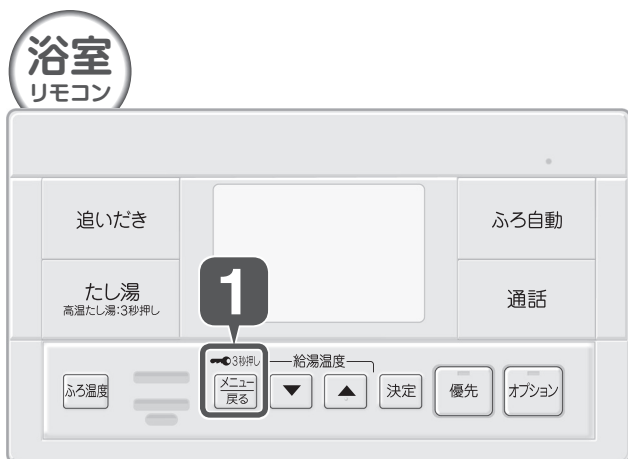 浴室
リモコン
追いだき
ふろ自動
たし湯
高温たし湯:3秒押し
通話
1
3秒押し
給湯温度
ふろ温度
メニュー
戻る
▼
▲
決定
優先
オプション